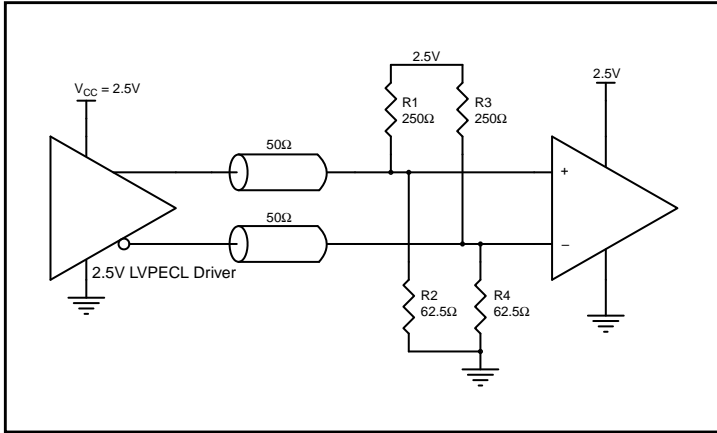 2.5V
V_CC = 2.5V
2.5V
R1
250Ω
R3
250Ω
50Ω
+
50Ω
−
2.5V LVPECL Driver
R2
62.5Ω
R4
62.5Ω